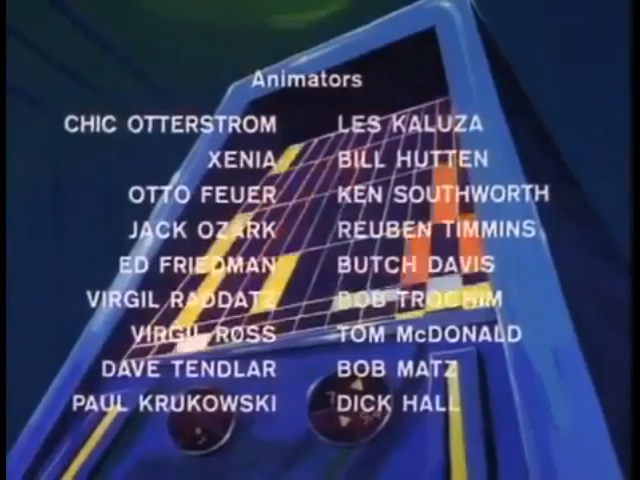 Animators
CHIC OTTERSTROM LES KALUZA
XENIA BILL HUTTEN
OTTO FEUER KEN SOUTHWORTH
JACK OZARK REUBEN TIMMINS
ED FRIEDMAN BUTCH DAVIS
VIRGIL RADDATZ BOB TROCHIM
VIRGIL ROSS TOM McDONALD
DAVE TENDLAR BOB MATZ
PAUL KRUKOWSKI DICK HALL